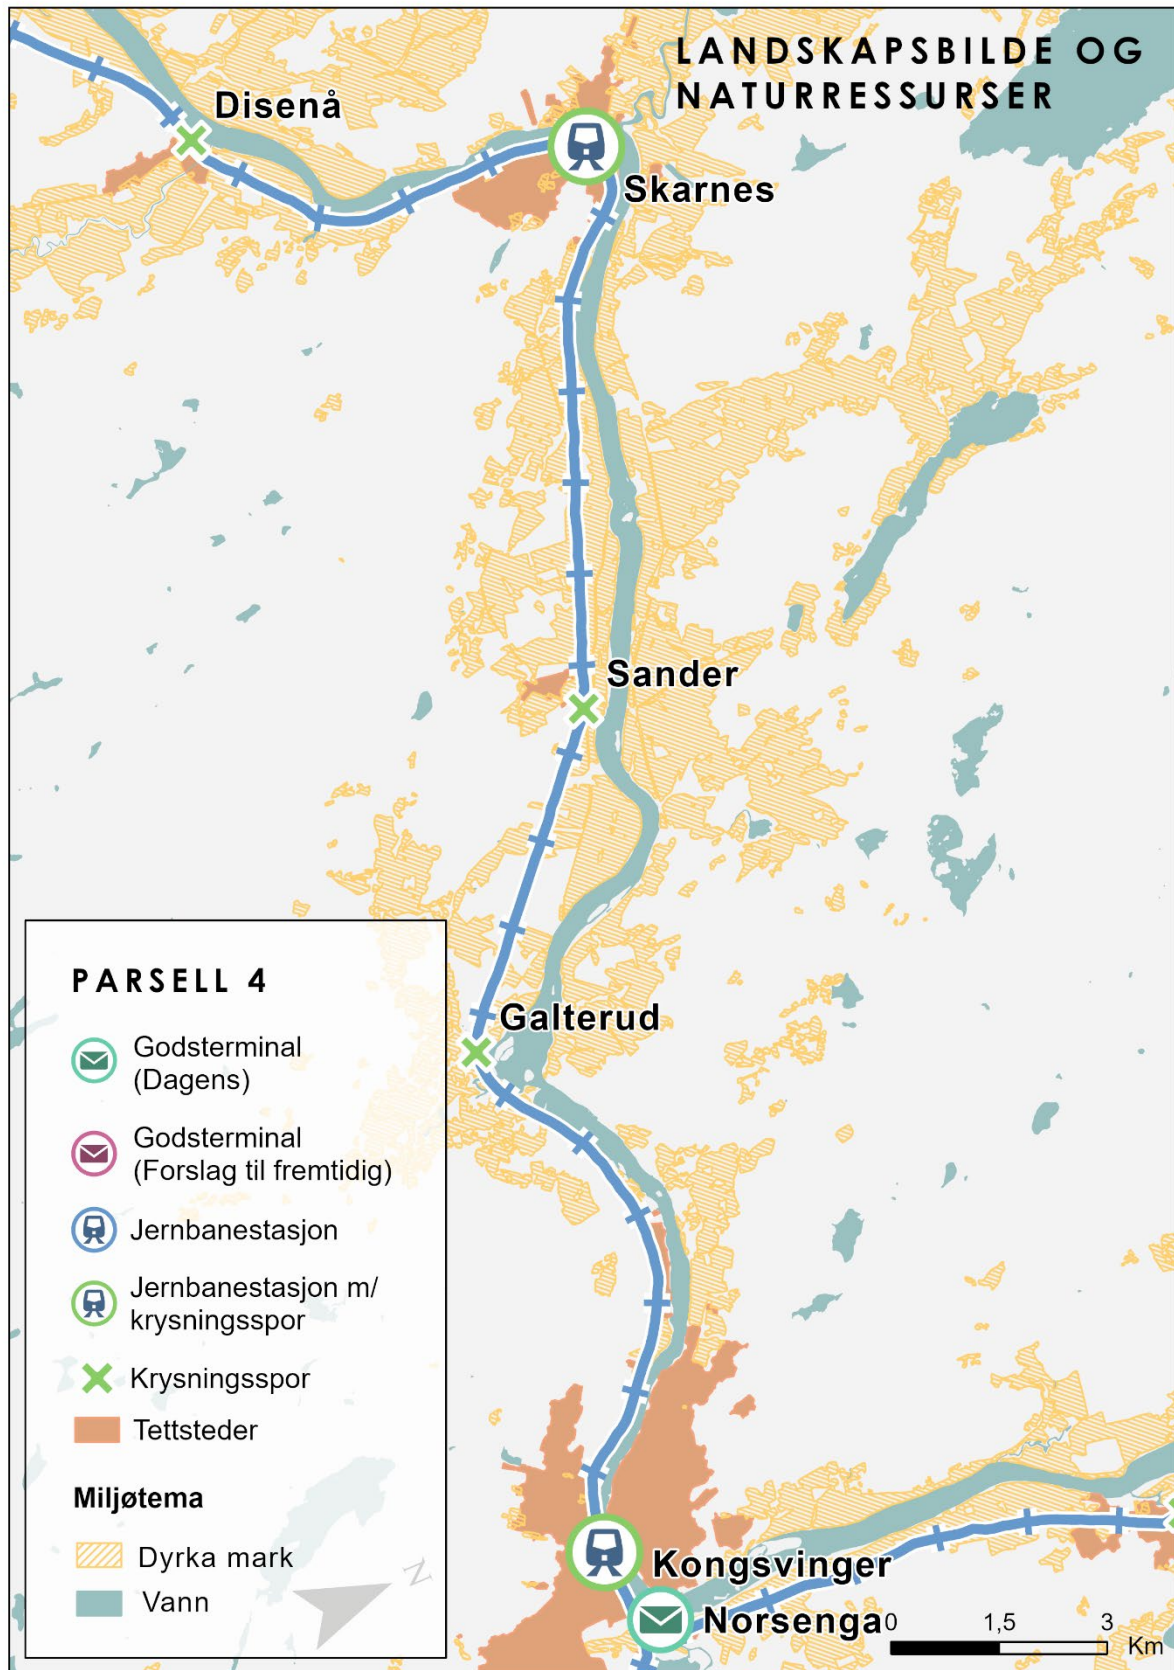 LANDSKAPSBILDE OG
NATURRESSURSER
Disenå
Skarnes
Sander
Galterud
Kongsvinger
Norsenga
PARSELL 4
Godsterminal
(Dagens)
Godsterminal
(Forslag til fremtidig)
Jernbanestasjon
Jernbanestasjon m/
krysningsspor
Krysningsspor
Tettsteder
Miljøtema
Dyrka mark
Vann
N
0 1,5 3
Km